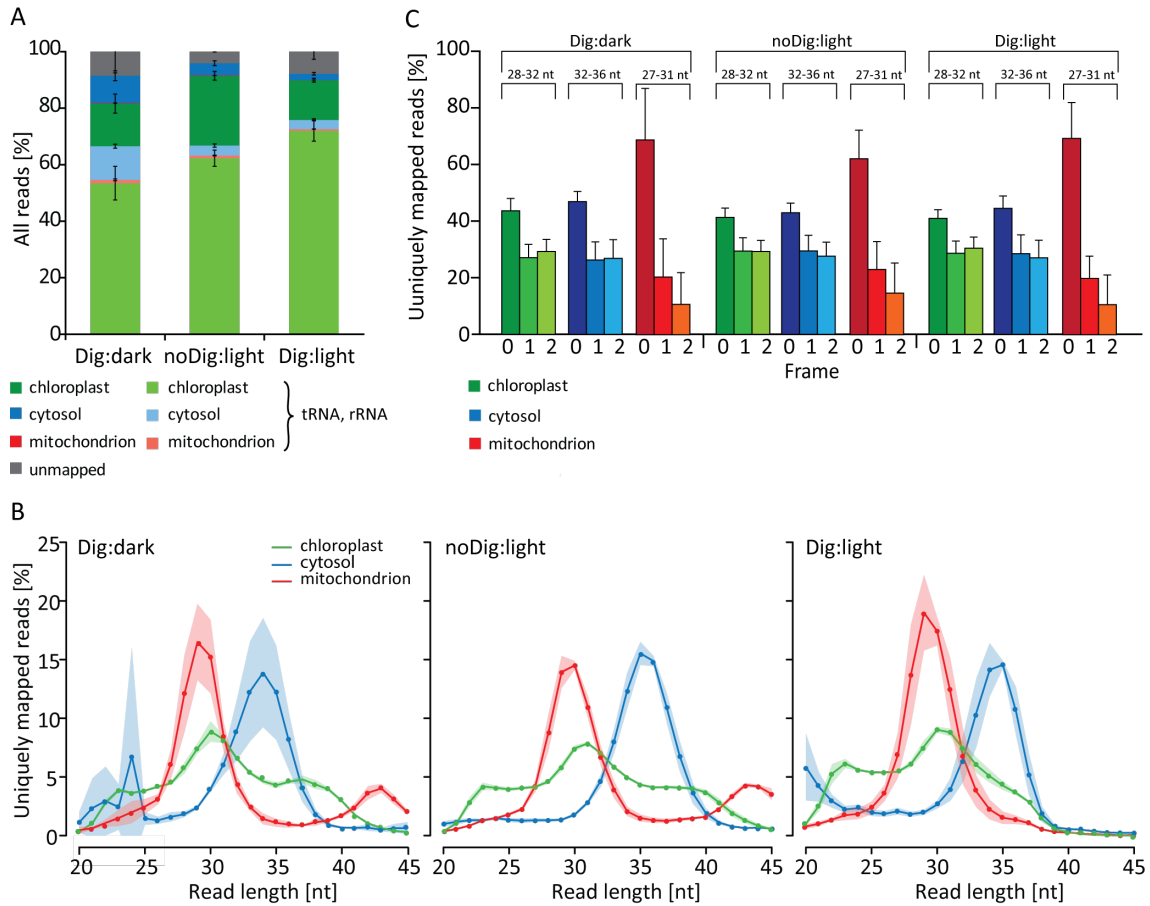 A
All reads [%]
100
80
60
40
20
0
Dig:dark noDig:light Dig:light
chloroplast chloroplast
cytosol cytosol
mitochondrion mitochondrion
unmapped
tRNA, rRNA
C
Uuniquely mapped reads [%]
100
80
60
40
20
0
Dig:dark noDig:light Dig:light
28-32 nt 32-36 nt 27-31 nt 28-32 nt 32-36 nt 27-31 nt 28-32 nt 32-36 nt 27-31 nt
0 1 2 0 1 2 0 1 2 0 1 2 0 1 2 0 1 2 0 1 2 0 1 2 0 1 2
Frame
chloroplast
cytosol
mitochondrion
B
Uniquely mapped reads [%]
25
20
15
10
5
0
Dig:dark
chloroplast
cytosol
mitochondrion
20 25 30 35 40 45
Read length [nt]
noDig:light
20 25 30 35 40 45
Read length [nt]
Dig:light
20 25 30 35 40 45
Read length [nt]